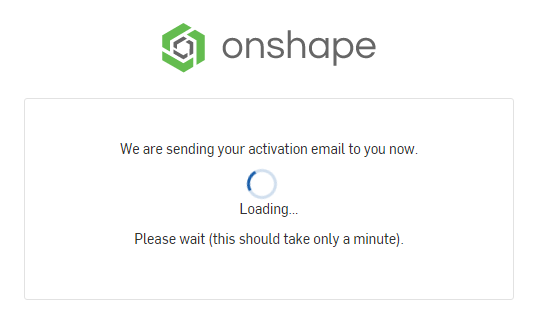 onshape
We are sending your activation email to you now.
Loading...
Please wait (this should take only a minute).